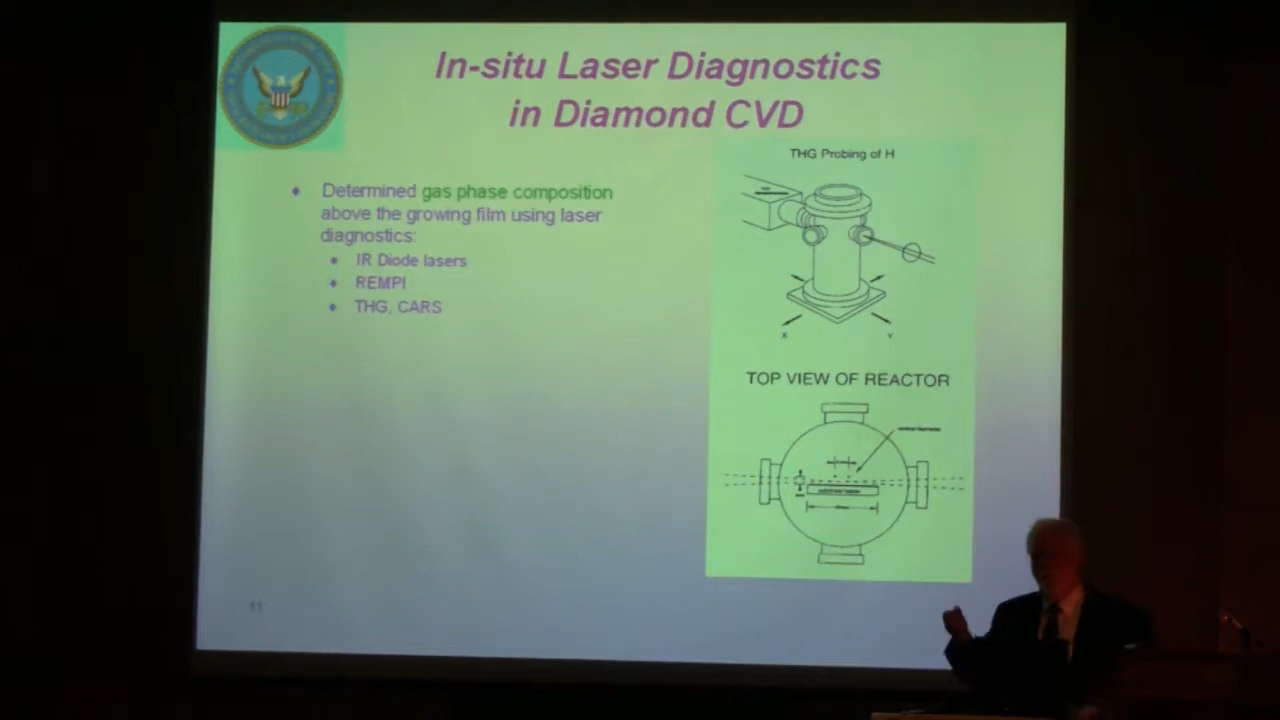 In-situ Laser Diagnostics
in Diamond CVD
Determined gas phase composition
above the growing film using laser
diagnostics:
IR Diode lasers
REMPI
THG, CARS
THG Probing of H
X
Y
TOP VIEW OF REACTOR
11